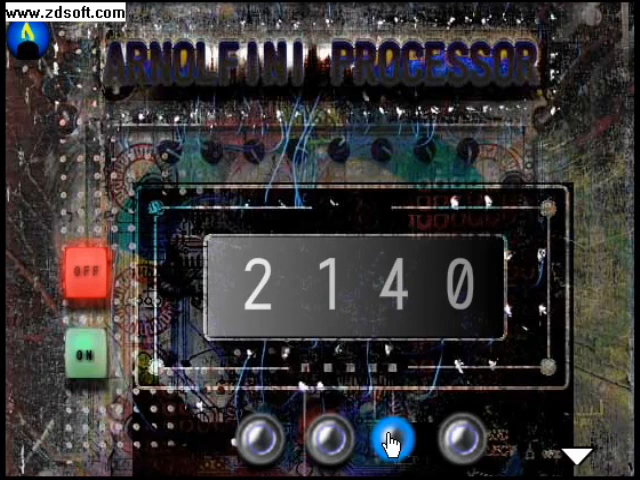 www.zdsoft.com
ARNOLFINI PROCESSOR
2 1 4 0
OFF
ON